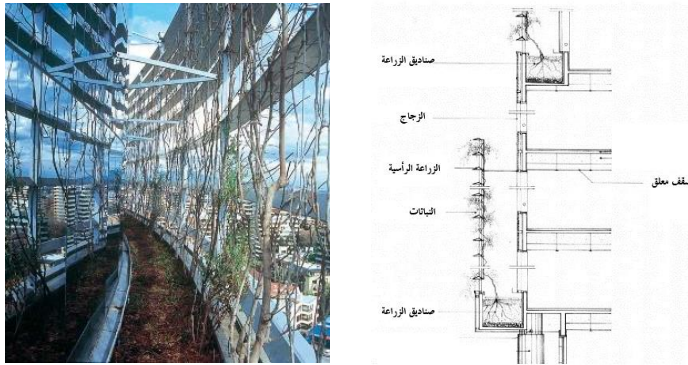 صناديق الزراعة
الزجاج
الزراعة الرأسية
سقف معلق
النباتات
صناديق الزراعة